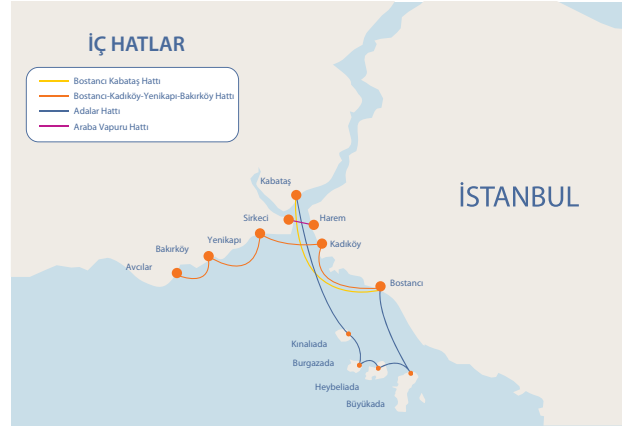 İÇ HATLAR
Bostancı Kabataş Hattı
Bostancı-Kadıköy-Yenikapı-Bakırköy Hattı
Adalar Hattı
Araba Vapuru Hattı
İSTANBUL
Kabataş
Sirkeci
Harem
Yenikapı
Kadıköy
Bakırköy
Avcılar
Bostancı
Kınalıada
Burgazada
Heybeliada
Büyükada